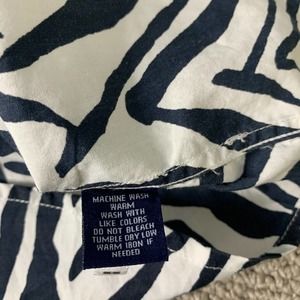 MACHINE WASH
WARM
WASH WITH
LIKE COLORS
DO NOT BLEACH
TUMBLE DRY LOW
WARM IRON IF
NEEDED